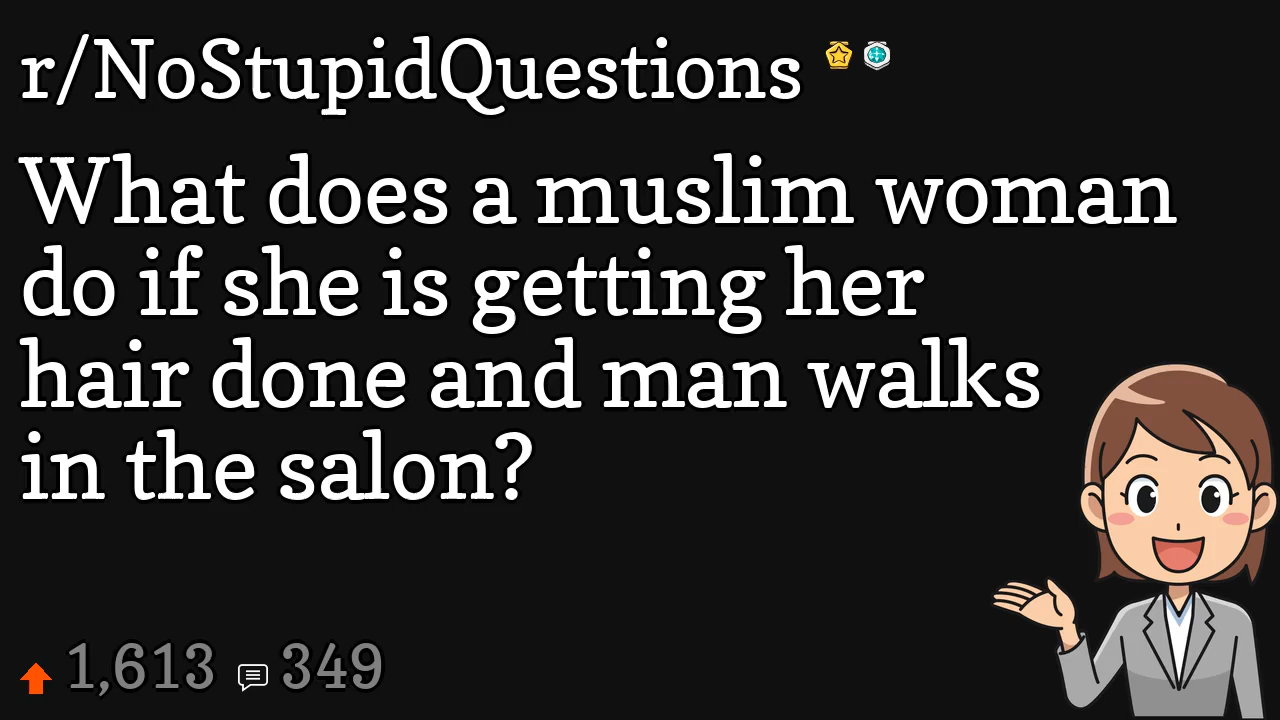 r/NoStupidQuestions
What does a muslim woman
do if she is getting her
hair done and man walks
in the salon?
1,613 349